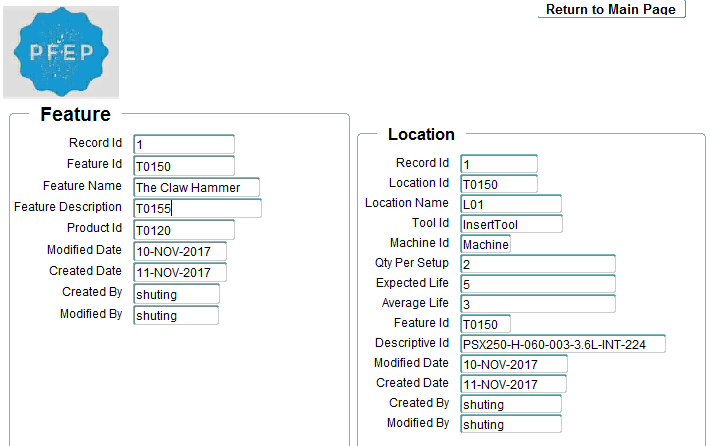 Return to Main Page
PFEP
Feature
Record Id 1
Feature Id T0150
Feature Name The Claw Hammer
Feature Description T0155
Product Id T0120
Modified Date 10-NOV-2017
Created Date 11-NOV-2017
Created By shuting
Modified By shuting
Location
Record Id 1
Location Id T0150
Location Name L01
Tool Id InsertTool
Machine Id Machine
Qty Per Setup 2
Expected Life 5
Average Life 3
Feature Id T0150
Descriptive Id PSX250-H-060-003-3.6L-INT-224
Modified Date 10-NOV-2017
Created Date 11-NOV-2017
Created By shuting
Modified By shuting